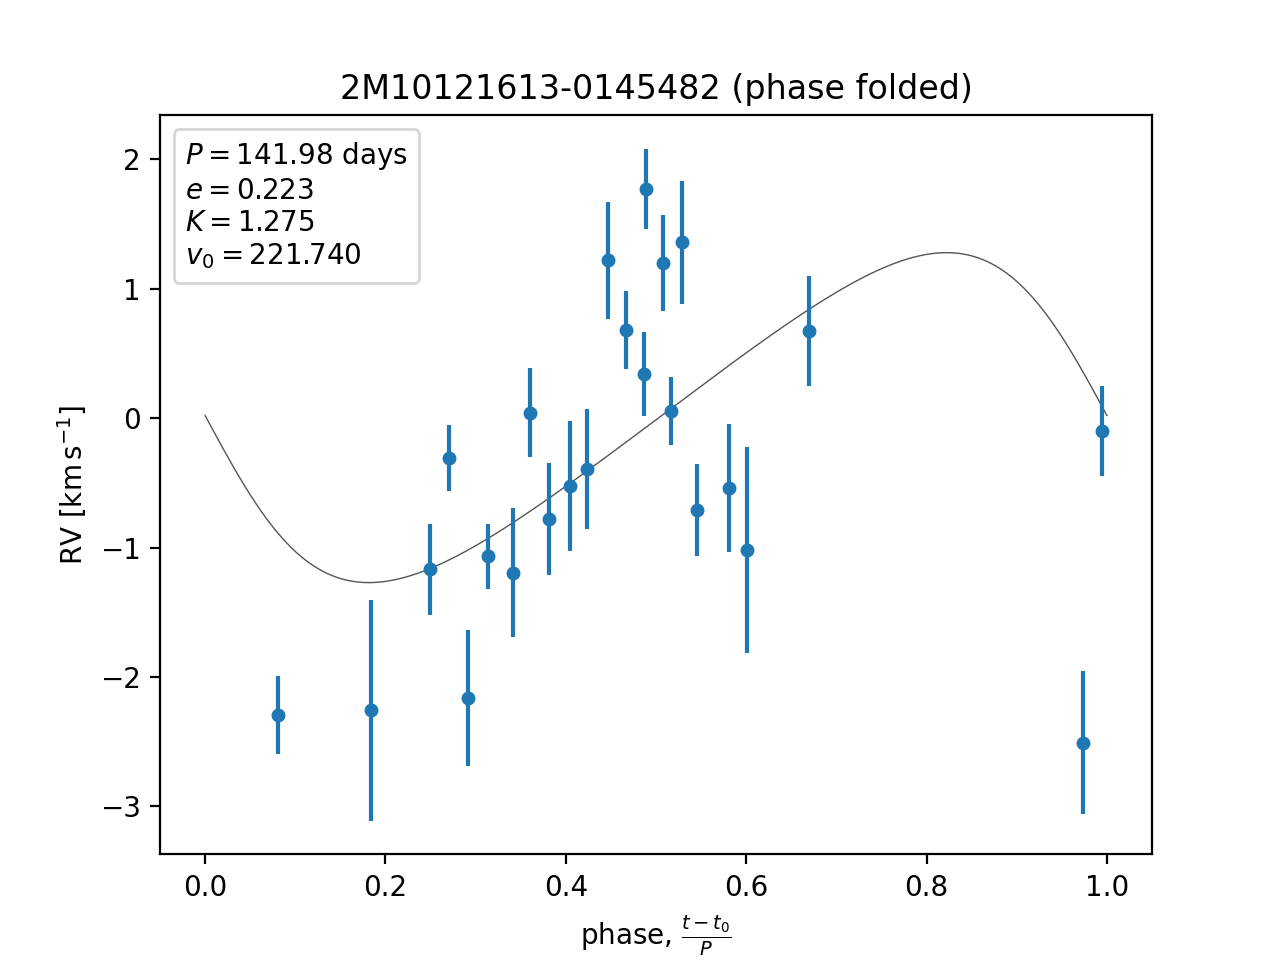 2M10121613-0145482 (phase folded)
P = 141.98 days
e = 0.223
K = 1.275
v₀ = 221.740
2
1
0
−1
−2
−3
RV [km s⁻¹]
0.0 0.2 0.4 0.6 0.8 1.0
phase, (t − t₀)/P